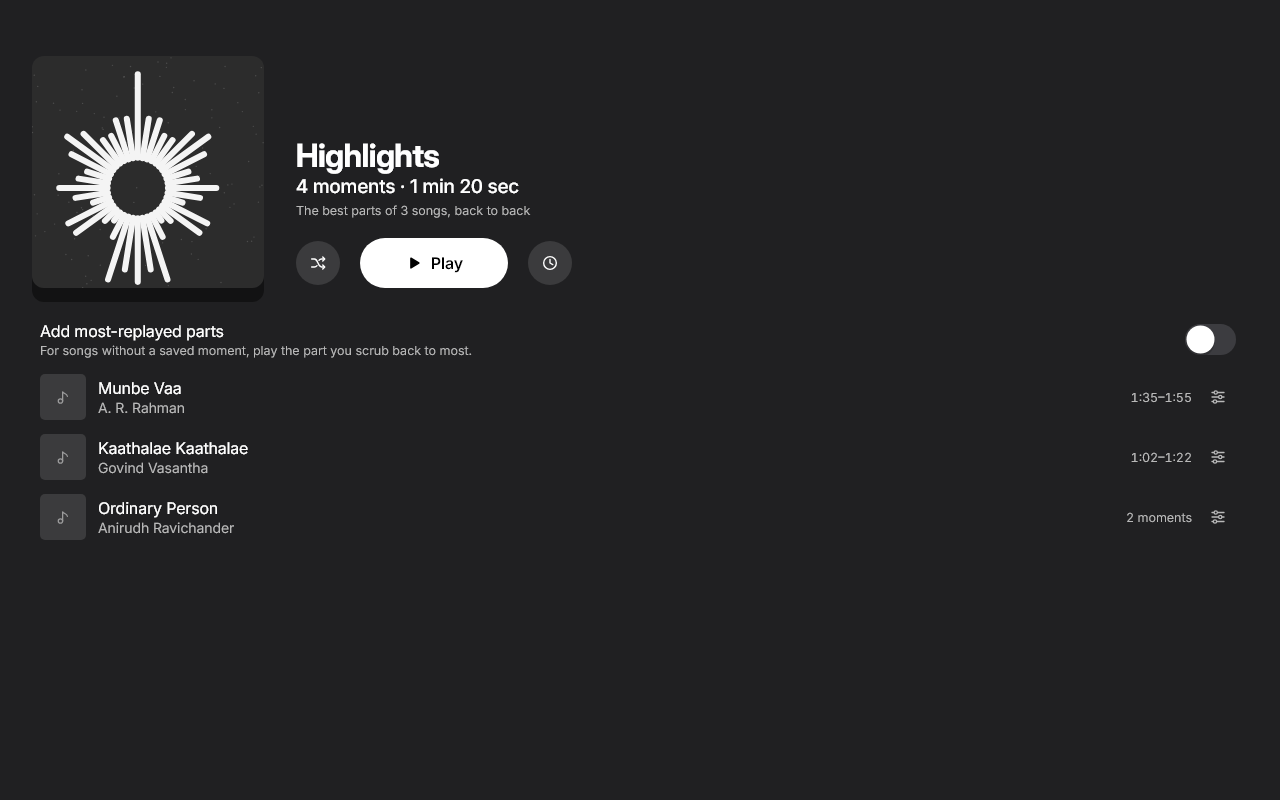 Highlights
4 moments · 1 min 20 sec
The best parts of 3 songs, back to back
Play
Add most-replayed parts
For songs without a saved moment, play the part you scrub back to most.
Munbe Vaa
A. R. Rahman
1:35–1:55
Kaathalae Kaathalae
Govind Vasantha
1:02–1:22
Ordinary Person
Anirudh Ravichander
2 moments